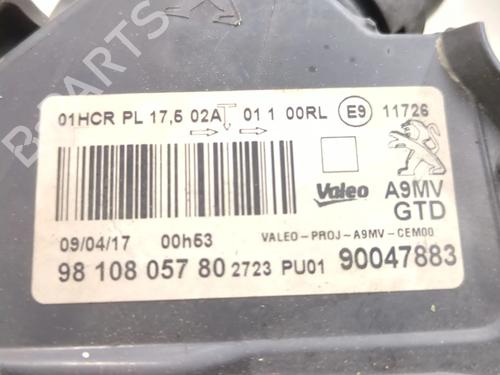 01HCR PL 17,5 02A 01 1 00RL E9 11726
Valeo A9MV
GTD
09/04/17 00h53 VALEO-PROJ-A9MV-CEM00
98 108 057 80 2723 PU01 90047883
B-PARTS